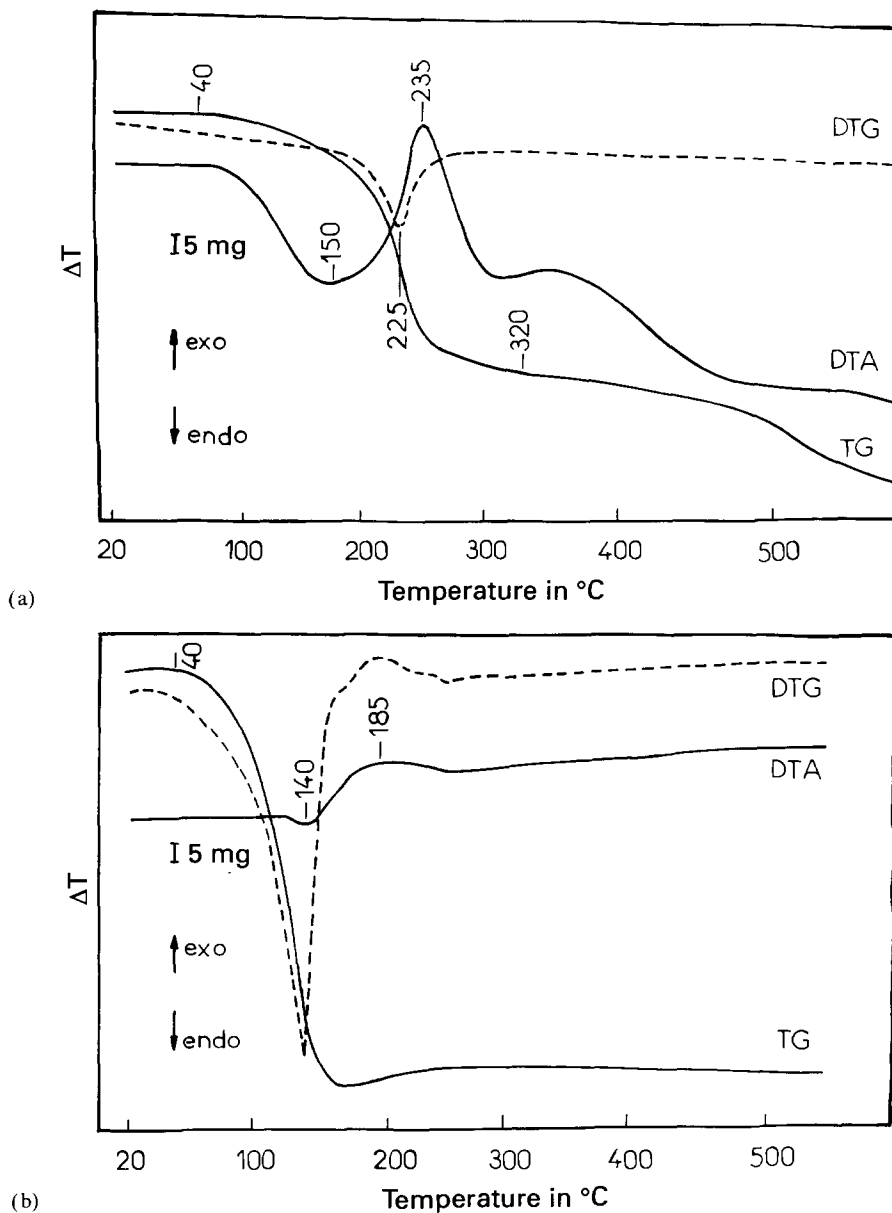 –40
–235
DTG
I 5 mg
–150
225
–320
ΔT
exo
endo
DTA
TG
20 100 200 300 400 500
Temperature in °C
(a)
–40
DTG
–185
DTA
–140
I 5 mg
ΔT
exo
endo
TG
20 100 200 300 400 500
Temperature in °C
(b)